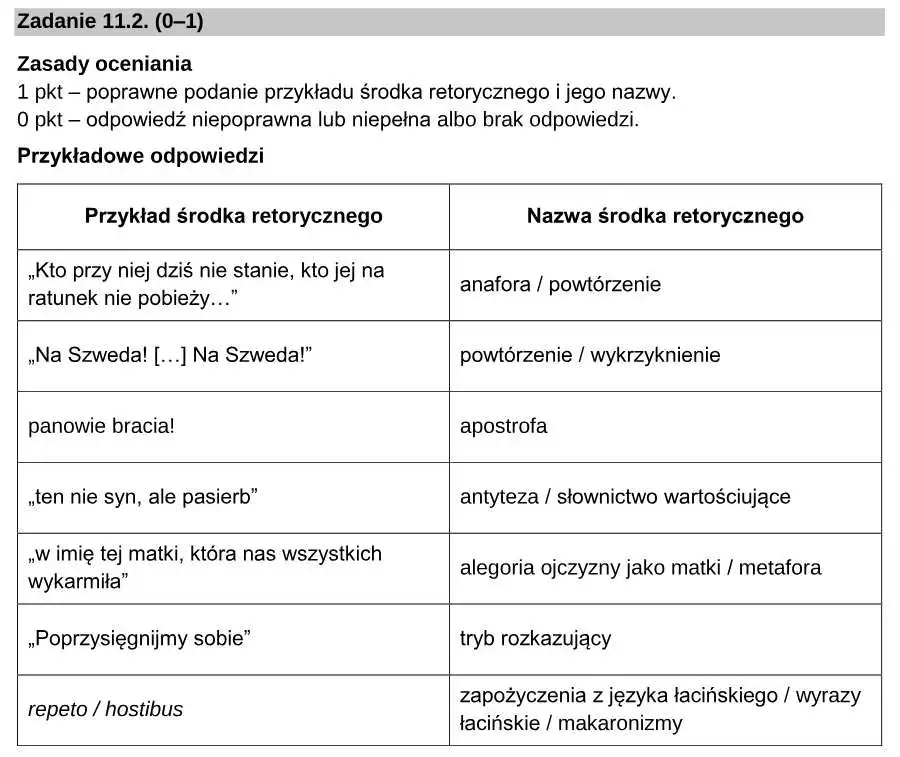 Zadanie 11.2. (0–1)
Zasady oceniania
1 pkt – poprawne podanie przykładu środka retorycznego i jego nazwy.
0 pkt – odpowiedź niepoprawna lub niepełna albo brak odpowiedzi.
Przykładowe odpowiedzi
Przykład środka retorycznego
Nazwa środka retorycznego
„Kto przy niej dziś nie stanie, kto jej na
ratunek nie pobieży…”
anafora / powtórzenie
„Na Szweda! […] Na Szweda!”
powtórzenie / wykrzyknienie
panowie bracia!
apostrofa
„ten nie syn, ale pasierb”
antyteza / słownictwo wartościujące
„w imię tej matki, która nas wszystkich
wykarmiła”
alegoria ojczyzny jako matki / metafora
„Poprzysięgnijmy sobie”
tryb rozkazujący
repeto / hostibus
zapożyczenia z języka łacińskiego / wyrazy
łacińskie / makaronizmy